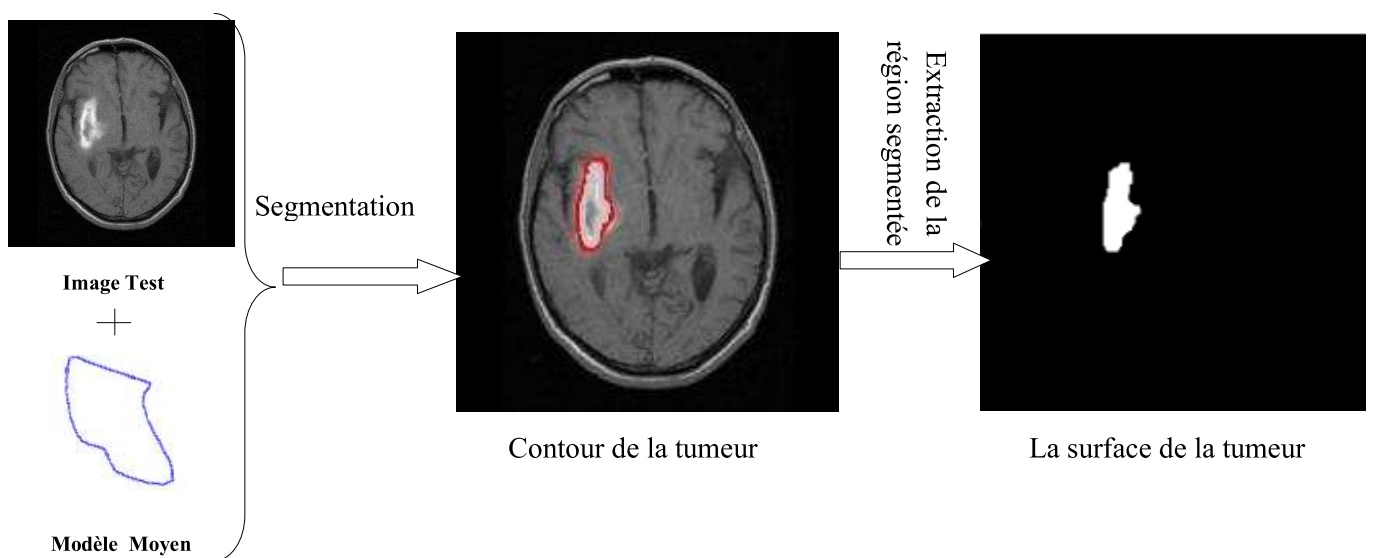 Image Test
Modèle Moyen
Segmentation
Contour de la tumeur
Extraction de la
région segmentée
La surface de la tumeur